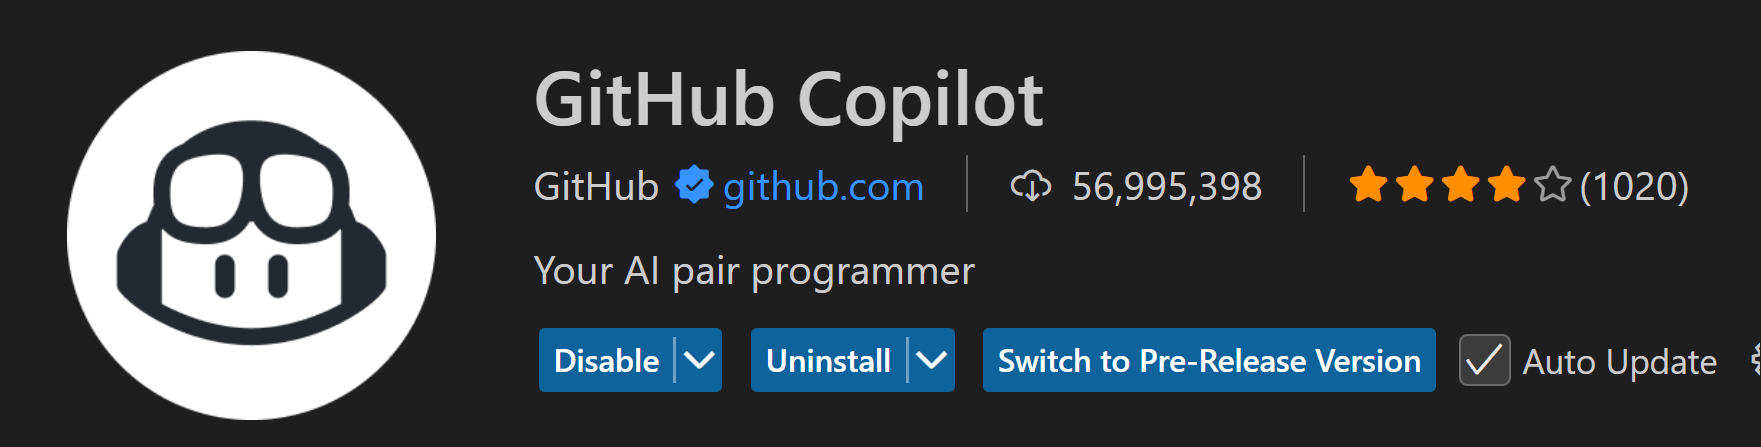 GitHub Copilot
GitHub github.com 56,995,398 (1020)
Your AI pair programmer
Disable Uninstall Switch to Pre-Release Version Auto Update